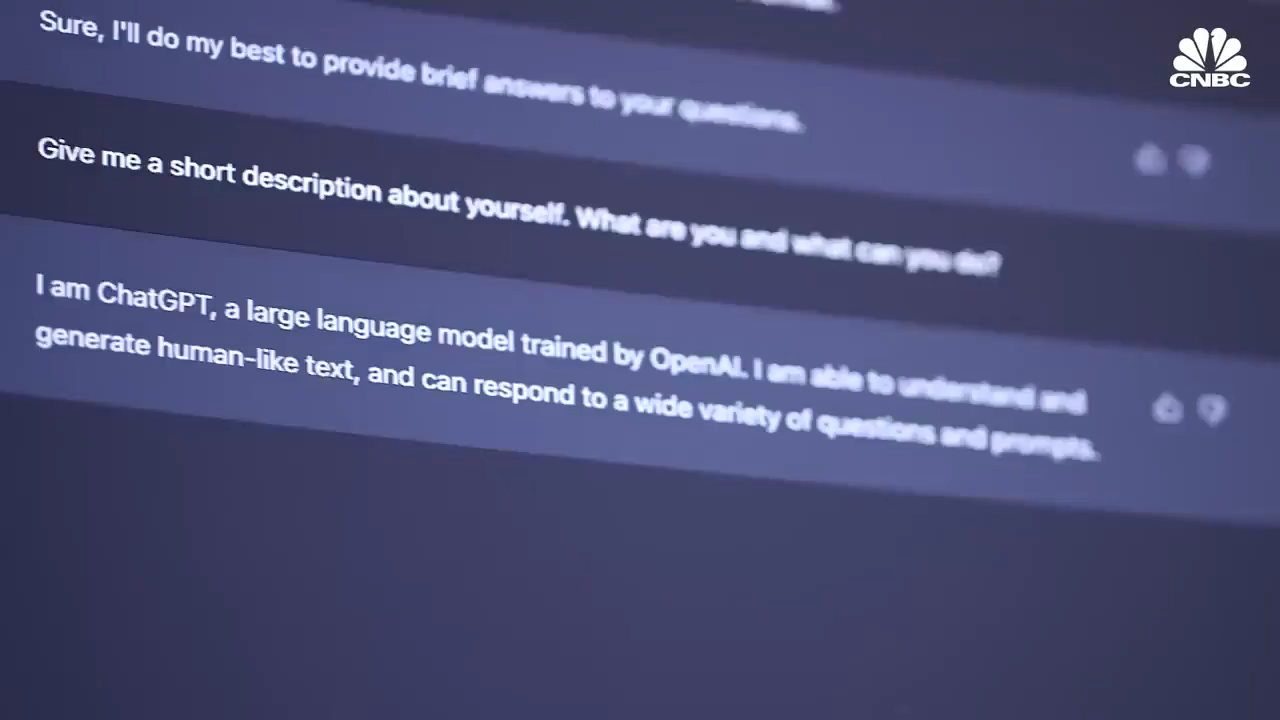 Sure, I'll do my best to provide brief answers to your questions.
CNBC
Give me a short description about yourself. What are you and what can you do?
I am ChatGPT, a large language model trained by OpenAI. I am able to understand and
generate human-like text, and can respond to a wide variety of questions and prompts.